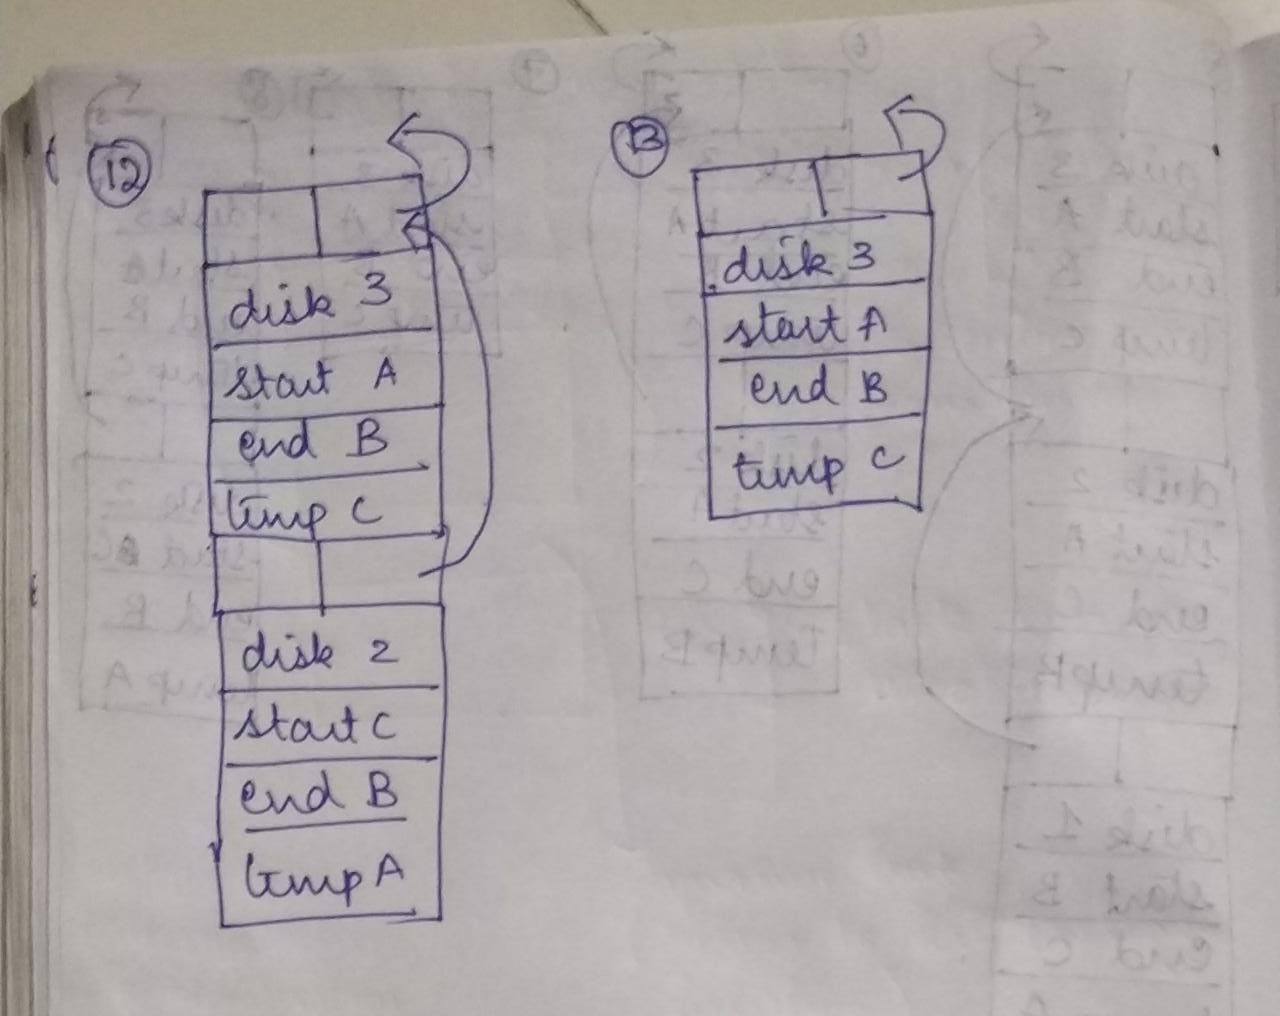 12
disk 3
start A
end B
temp C
disk 2
start C
end B
temp A
13
disk 3
start A
end B
temp C